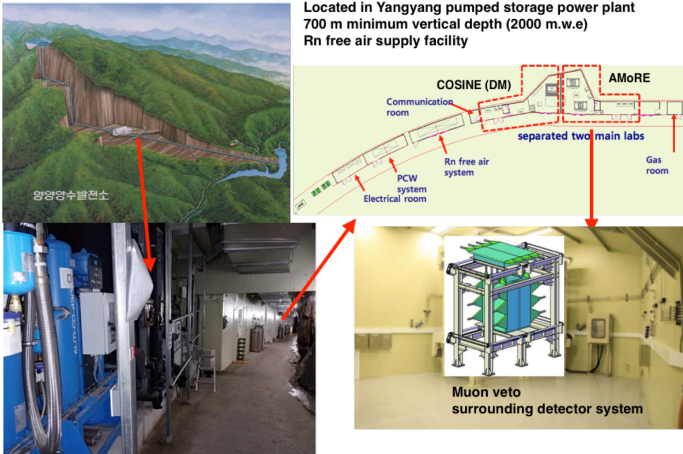 Located in Yangyang pumped storage power plant
700 m minimum vertical depth (2000 m.w.e)
Rn free air supply facility
COSINE (DM)
AMoRE
Communication
room
separated two main labs
Rn free air
system
Gas
room
PCW
system
Electrical room
양양양수발전소
Muon veto
surrounding detector system